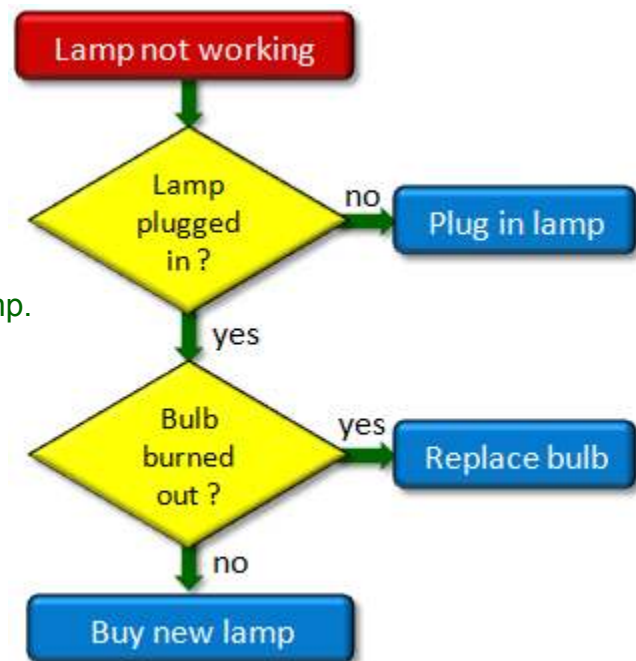 Lamp not working
Lamp
plugged
in ?
no
Plug in lamp
yes
Bulb
burned
out ?
yes
Replace bulb
no
Buy new lamp